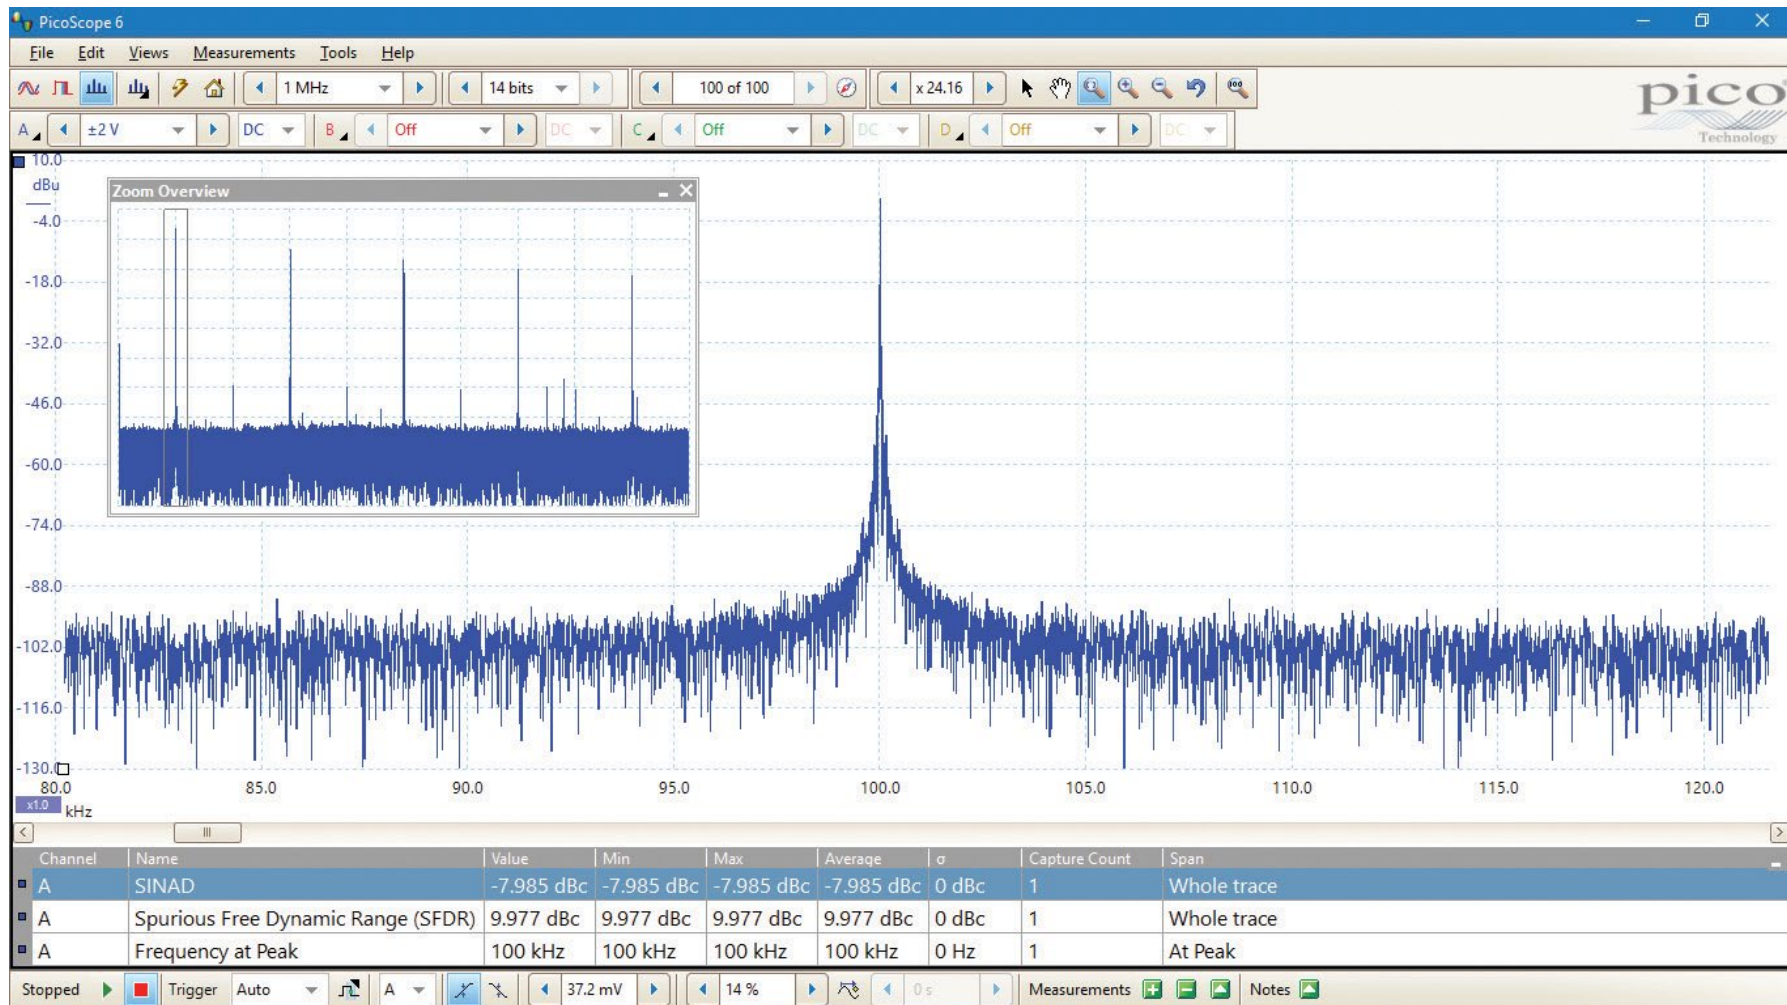 PicoScope 6
File Edit Views Measurements Tools Help
1 MHz 14 bits 100 of 100 x 24.16
pico
Technology
A ±2 V DC B Off DC C Off DC D Off DC
10.0
dBu
-4.0
-18.0
-32.0
-46.0
-60.0
-74.0
-88.0
-102.0
-116.0
-130.0
Zoom Overview
80.0 85.0 90.0 95.0 100.0 105.0 110.0 115.0 120.0
x1.0 kHz
Channel Name Value Min Max Average σ Capture Count Span
A SINAD -7.985 dBc -7.985 dBc -7.985 dBc -7.985 dBc 0 dBc 1 Whole trace
A Spurious Free Dynamic Range (SFDR) 9.977 dBc 9.977 dBc 9.977 dBc 9.977 dBc 0 dBc 1 Whole trace
A Frequency at Peak 100 kHz 100 kHz 100 kHz 100 kHz 0 Hz 1 At Peak
Stopped Trigger Auto A 37.2 mV 14 % 0 s Measurements Notes